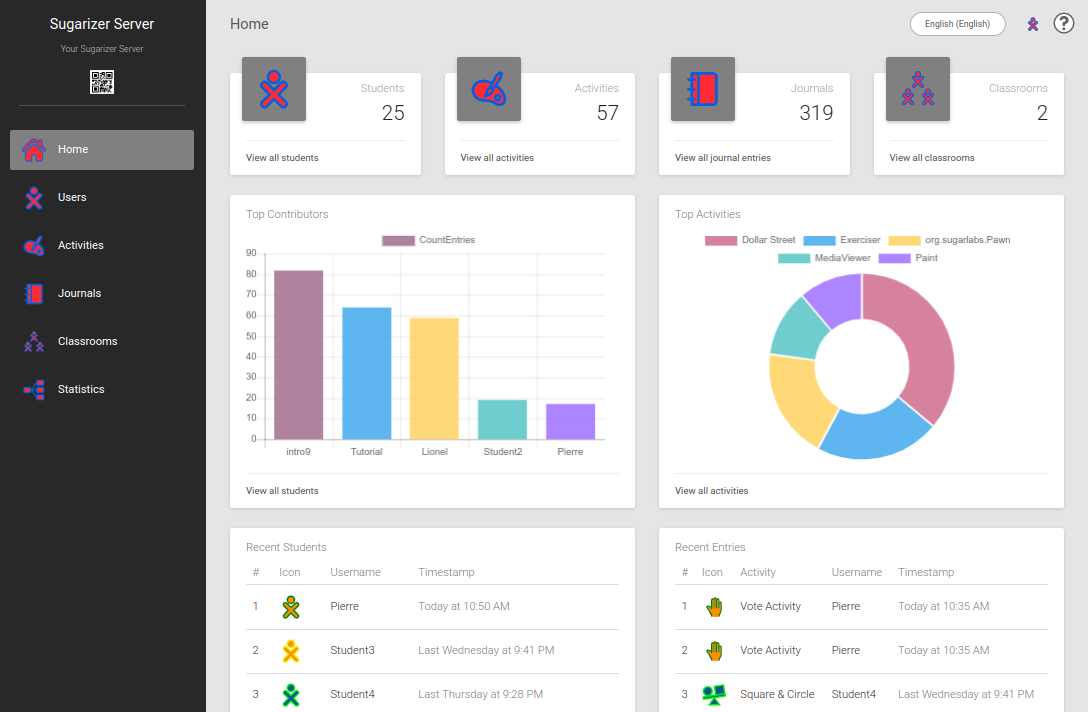 Sugarizer Server
Your Sugarizer Server
Home
Users
Activities
Journals
Classrooms
Statistics
Home
English (English)
?
Students
25
View all students
Activities
57
View all activities
Journals
319
View all journal entries
Classrooms
2
View all classrooms
Top Contributors
CountEntries
90
80
70
60
50
40
30
20
10
0
intro9 Tutorial Lionel Student2 Pierre
View all students
Top Activities
Dollar Street Exerciser org.sugarlabs.Pawn
MediaViewer Paint
View all activities
Recent Students
# Icon Username Timestamp
1 Pierre Today at 10:50 AM
2 Student3 Last Wednesday at 9:41 PM
3 Student4 Last Thursday at 9:28 PM
Recent Entries
# Icon Activity Username Timestamp
1 Vote Activity Pierre Today at 10:35 AM
2 Vote Activity Pierre Today at 10:35 AM
3 Square & Circle Student4 Last Wednesday at 9:41 PM